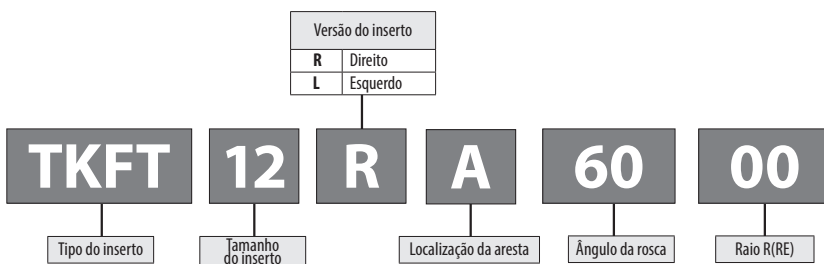 Versão do inserto
R Direito
L Esquerdo
TKFT 12 R A 60 00
Tipo do inserto
Tamanho
do inserto
Localização da aresta
Ângulo da rosca
Raio R(RE)